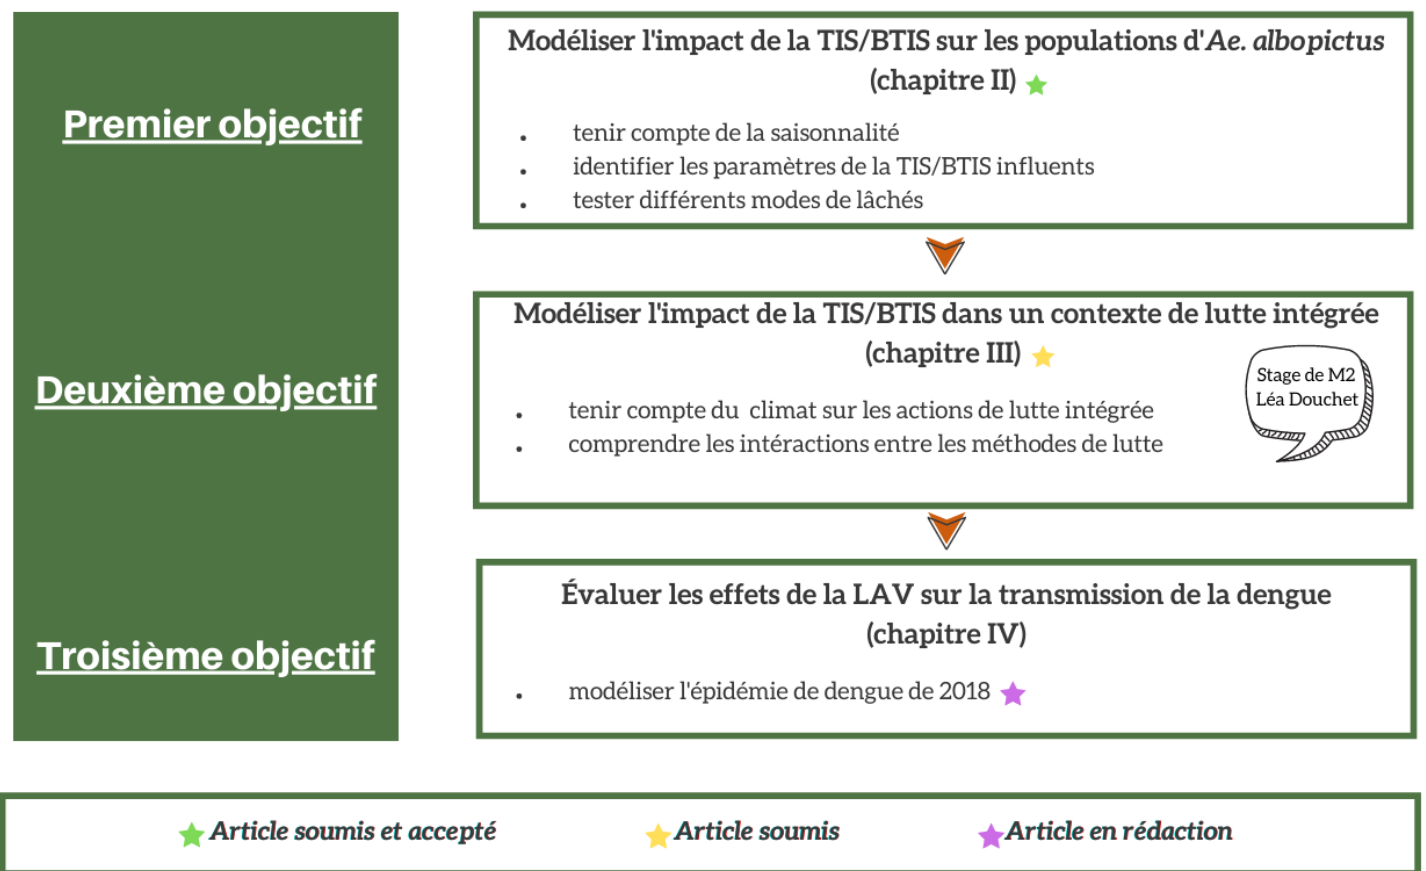 Premier objectif
Modéliser l'impact de la TIS/BTIS sur les populations d'Ae. albopictus
(chapitre II)
. tenir compte de la saisonnalité
. identifier les paramètres de la TIS/BTIS influents
. tester différents modes de lâchés
Deuxième objectif
Modéliser l'impact de la TIS/BTIS dans un contexte de lutte intégrée
(chapitre III)
. tenir compte du climat sur les actions de lutte intégrée
. comprendre les intéractions entre les méthodes de lutte
Stage de M2
Léa Douchet
Troisième objectif
Évaluer les effets de la LAV sur la transmission de la dengue
(chapitre IV)
. modéliser l'épidémie de dengue de 2018
Article soumis et accepté
Article soumis
Article en rédaction